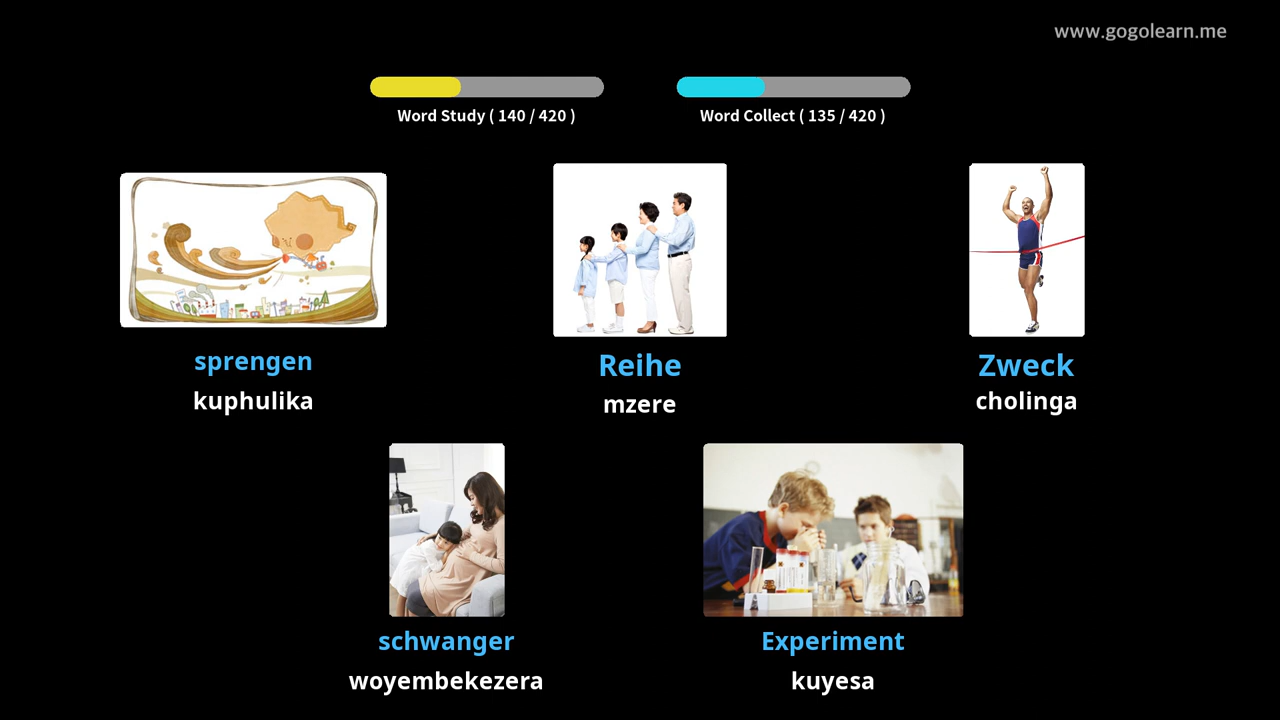 www.gogolearn.me
Word Study ( 140 / 420 )
Word Collect ( 135 / 420 )
sprengen
kuphulika
Reihe
mzere
Zweck
cholinga
schwanger
woyembekezera
Experiment
kuyesa